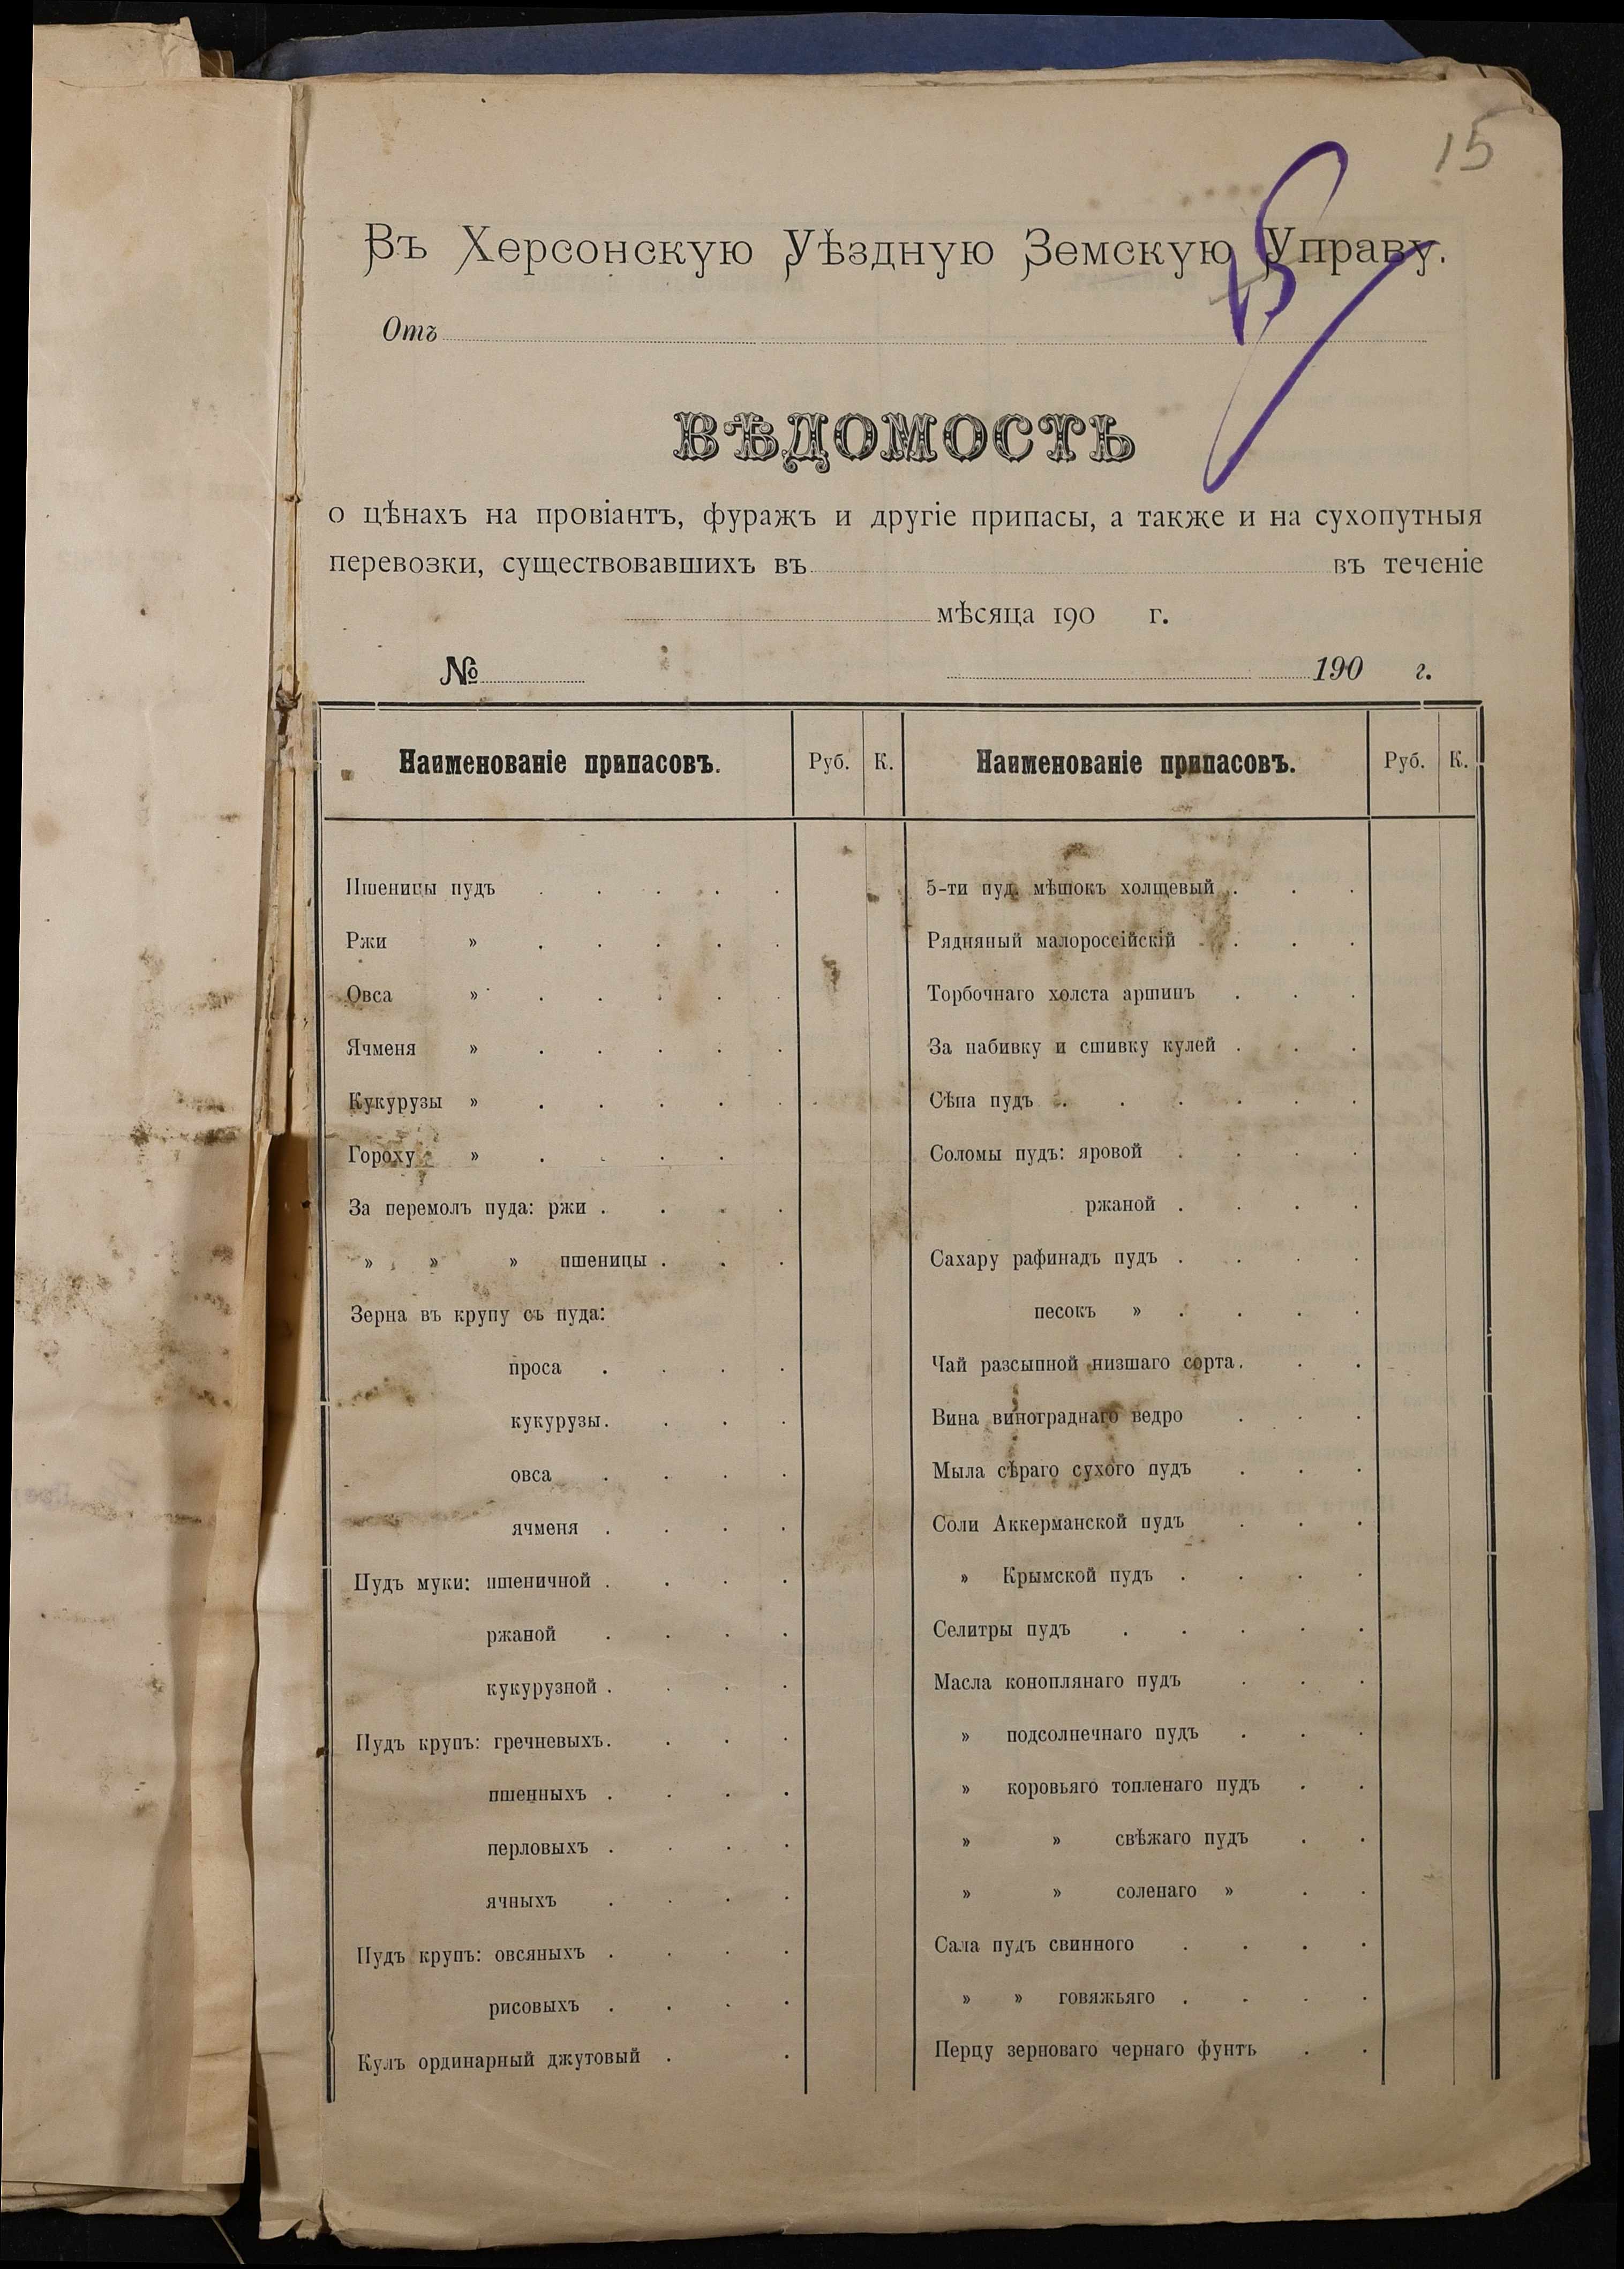 15
Въ Херсонскую Уѣздную Земскую Управу.
Отъ
ВѢДОМОСТЬ
о цѣнахъ на провіантъ, фуражъ и другіе припасы, а также и на сухопутныя
перевозки, существовавшихъ въ въ теченіе
мѣсяца 190 г.
№ 190 г.
Наименованіе припасовъ. Руб. К. Наименованіе припасовъ. Руб. К.
Пшеницы пудъ
Ржи »
Овса »
Ячменя »
Кукурузы »
Гороху »
За перемолъ пуда: ржи
» » » пшеницы
Зерна въ крупу съ пуда:
проса
кукурузы
овса
ячменя
Пудъ муки: пшеничной
ржаной
кукурузной
Пудъ крупъ: гречневыхъ
пшенныхъ
перловыхъ
ячныхъ
Пудъ крупъ: овсяныхъ
рисовыхъ
Кулъ ординарный джутовый
5-ти пуд. мѣшокъ холщевый
Рядняный малороссійскій
Торбочнаго холста аршинъ
За набивку и сшивку кулей
Сѣна пудъ
Соломы пудъ: яровой
ржаной
Сахару рафинадъ пудъ
песокъ »
Чай разсыпной низшаго сорта
Вина винограднаго ведро
Мыла сѣраго сухого пудъ
Соли Аккерманской пудъ
» Крымской пудъ
Селитры пудъ
Масла коноплянаго пудъ
» подсолнечнаго пудъ
» коровьяго топленаго пудъ
» » свѣжаго пудъ
» » соленаго »
Сала пудъ свинного
» » говяжьяго
Перцу зерноваго чернаго фунтъ